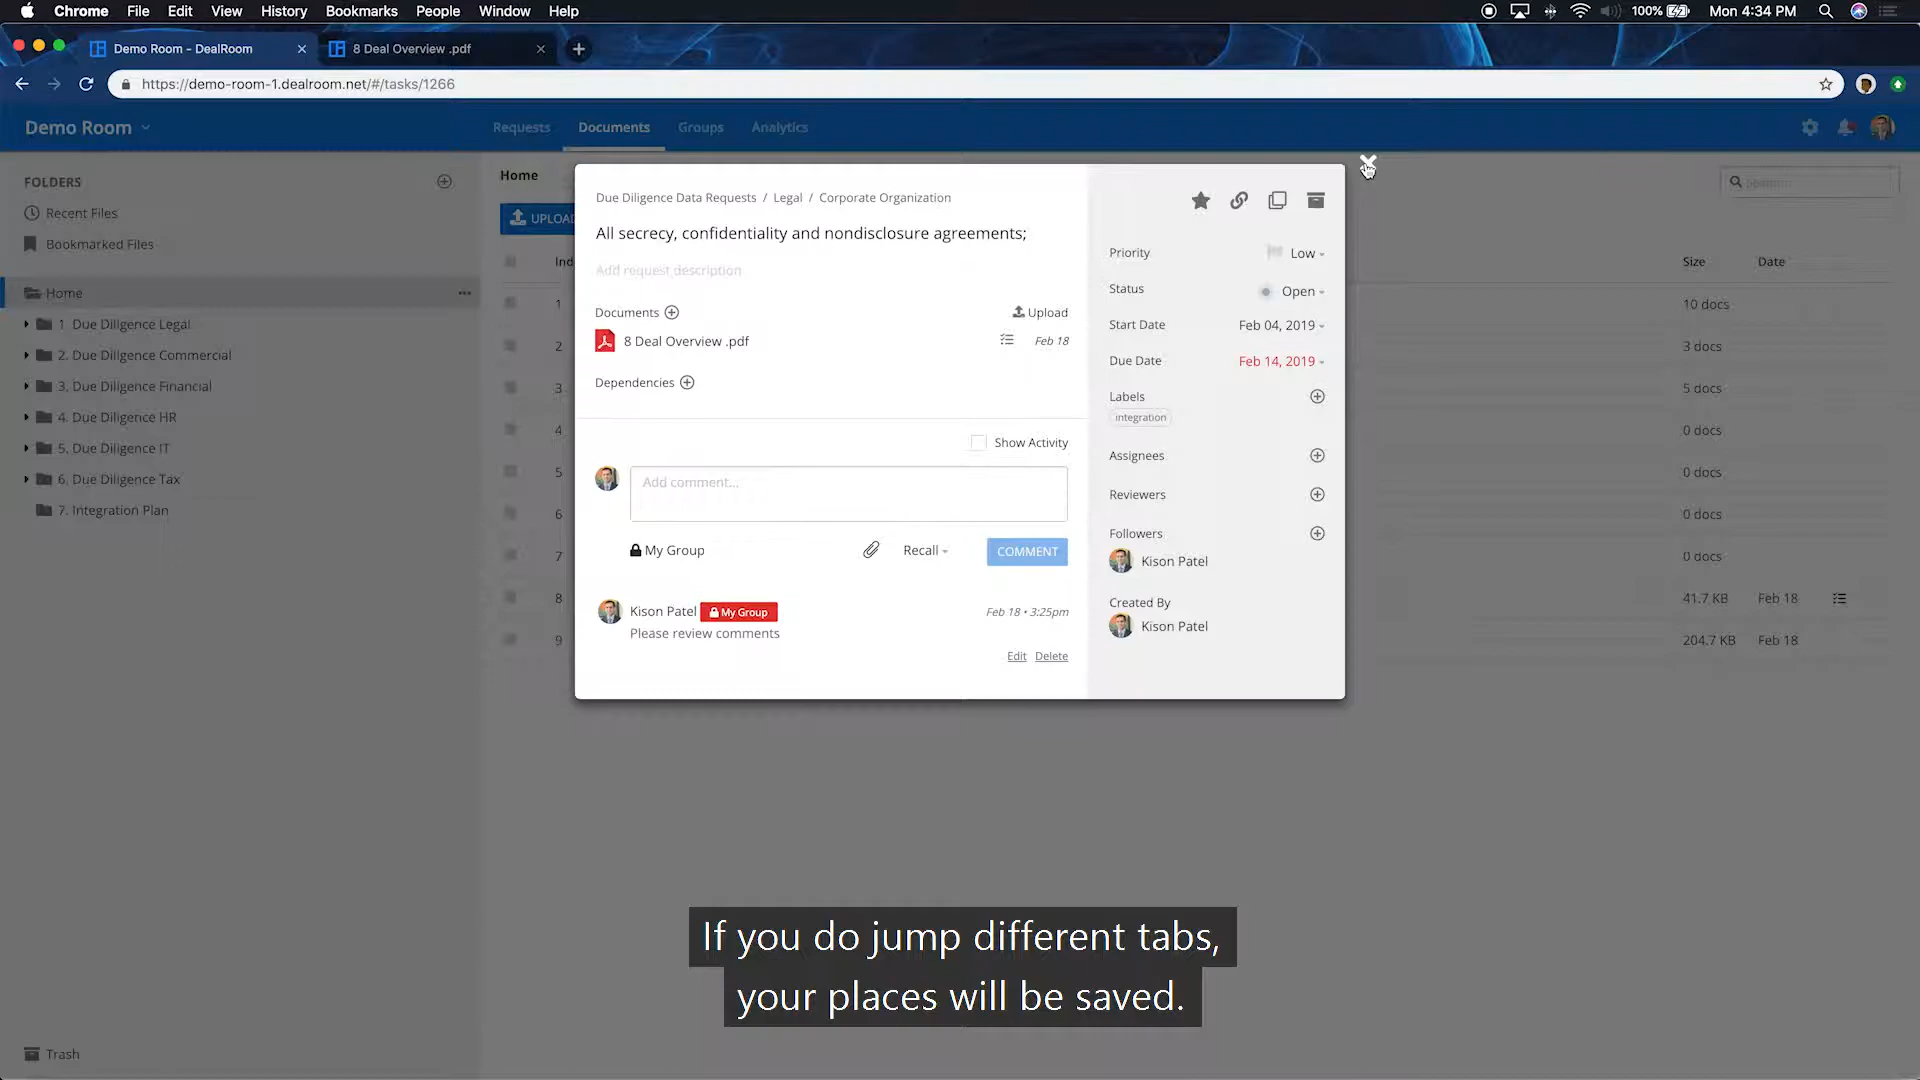 Chrome File Edit View History Bookmarks People Window Help
100% Mon 4:34 PM
Demo Room - DealRoom
8 Deal Overview .pdf
https://demo-room-1.dealroom.net/#/tasks/1266
Demo Room
Requests Documents Groups Analytics
FOLDERS
Recent Files
Bookmarked Files
Home
1. Due Diligence Legal
2. Due Diligence Commercial
3. Due Diligence Financial
4. Due Diligence HR
5. Due Diligence IT
6. Due Diligence Tax
7. Integration Plan
Trash
Home
UPLOA
Ind
1
2
3
4
5
6
7
8
9
Due Diligence Data Requests / Legal / Corporate Organization
All secrecy, confidentiality and nondisclosure agreements;
Add request description
Documents
Upload
8 Deal Overview .pdf
Feb 18
Dependencies
Show Activity
Add comment...
My Group
Recall
COMMENT
Kison Patel My Group
Feb 18 • 3:25pm
Please review comments
Edit Delete
Priority Low
Status Open
Start Date Feb 04, 2019
Due Date Feb 14, 2019
Labels
integration
Assignees
Reviewers
Followers
Kison Patel
Created By
Kison Patel
Size Date
10 docs
3 docs
5 docs
0 docs
0 docs
0 docs
0 docs
41.7 KB Feb 18
204.7 KB Feb 18
If you do jump different tabs,
your places will be saved.